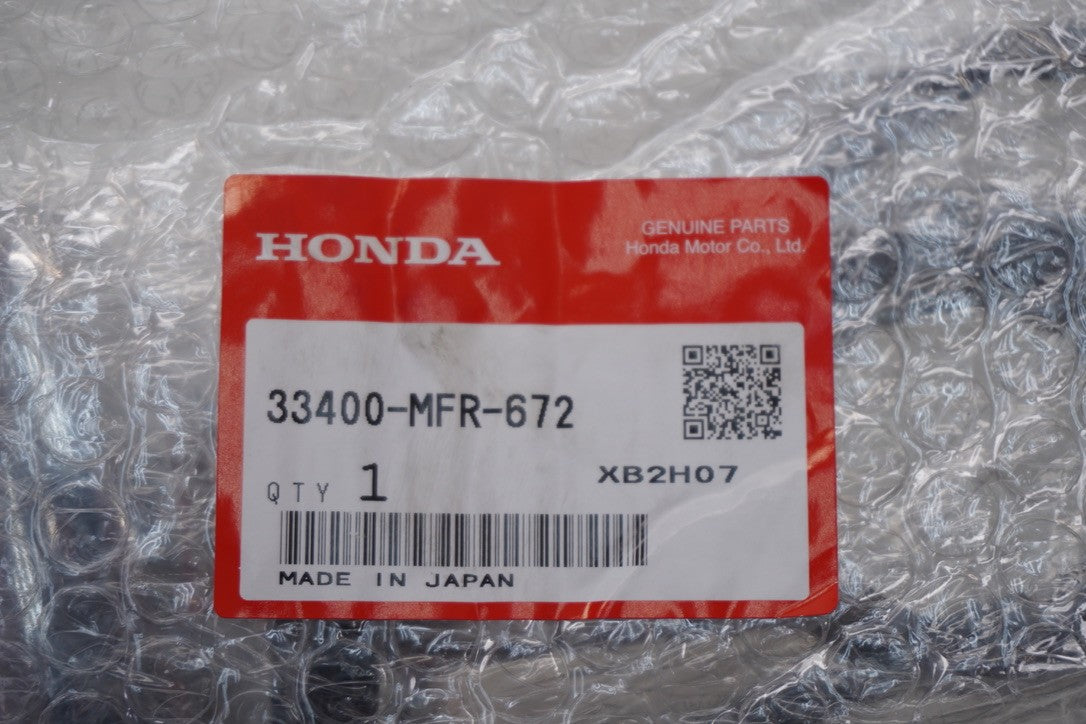 HONDA
GENUINE PARTS
Honda Motor Co., Ltd.
33400-MFR-672
QTY 1
XB2H07
MADE IN JAPAN